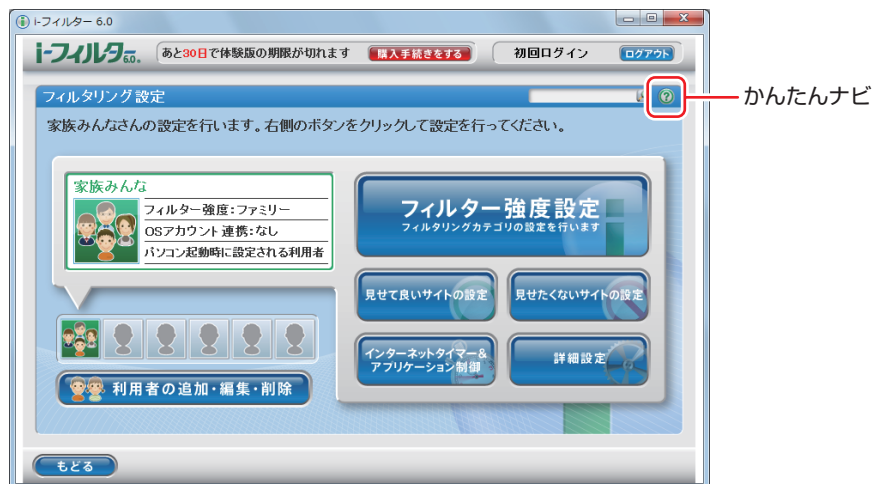 i-フィルター 6.0
i-フィルター6.0
あと30日で体験版の期限が切れます
購入手続きをする
初回ログイン
ログアウト
フィルタリング設定
?
かんたんナビ
家族みんなさんの設定を行います。右側のボタンをクリックして設定を行ってください。
家族みんな
フィルター強度:ファミリー
OSアカウント連携:なし
パソコン起動時に設定される利用者
フィルター強度設定
フィルタリングカテゴリの設定を行います
見せて良いサイトの設定
見せたくないサイトの設定
インターネットタイマー&
アプリケーション制御
詳細設定
利用者の追加・編集・削除
もどる